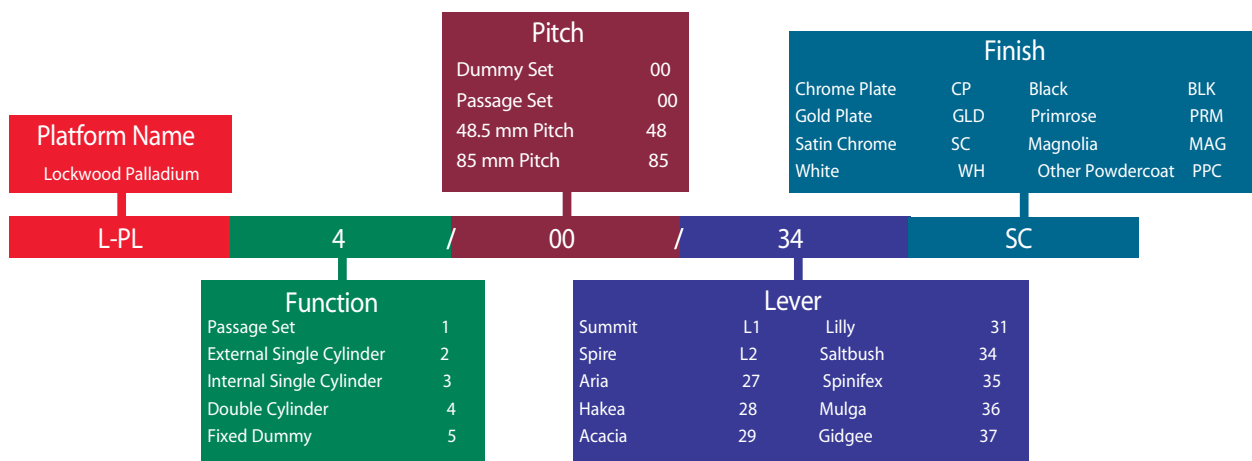 Pitch
Dummy Set 00
Passage Set 00
48.5 mm Pitch 48
85 mm Pitch 85
Finish
Chrome Plate CP Black BLK
Gold Plate GLD Primrose PRM
Satin Chrome SC Magnolia MAG
White WH Other Powdercoat PPC
Platform Name
Lockwood Palladium
L-PL 4 / 00 / 34 SC
Function
Passage Set 1
External Single Cylinder 2
Internal Single Cylinder 3
Double Cylinder 4
Fixed Dummy 5
Lever
Summit L1 Lilly 31
Spire L2 Saltbush 34
Aria 27 Spinifex 35
Hakea 28 Mulga 36
Acacia 29 Gidgee 37